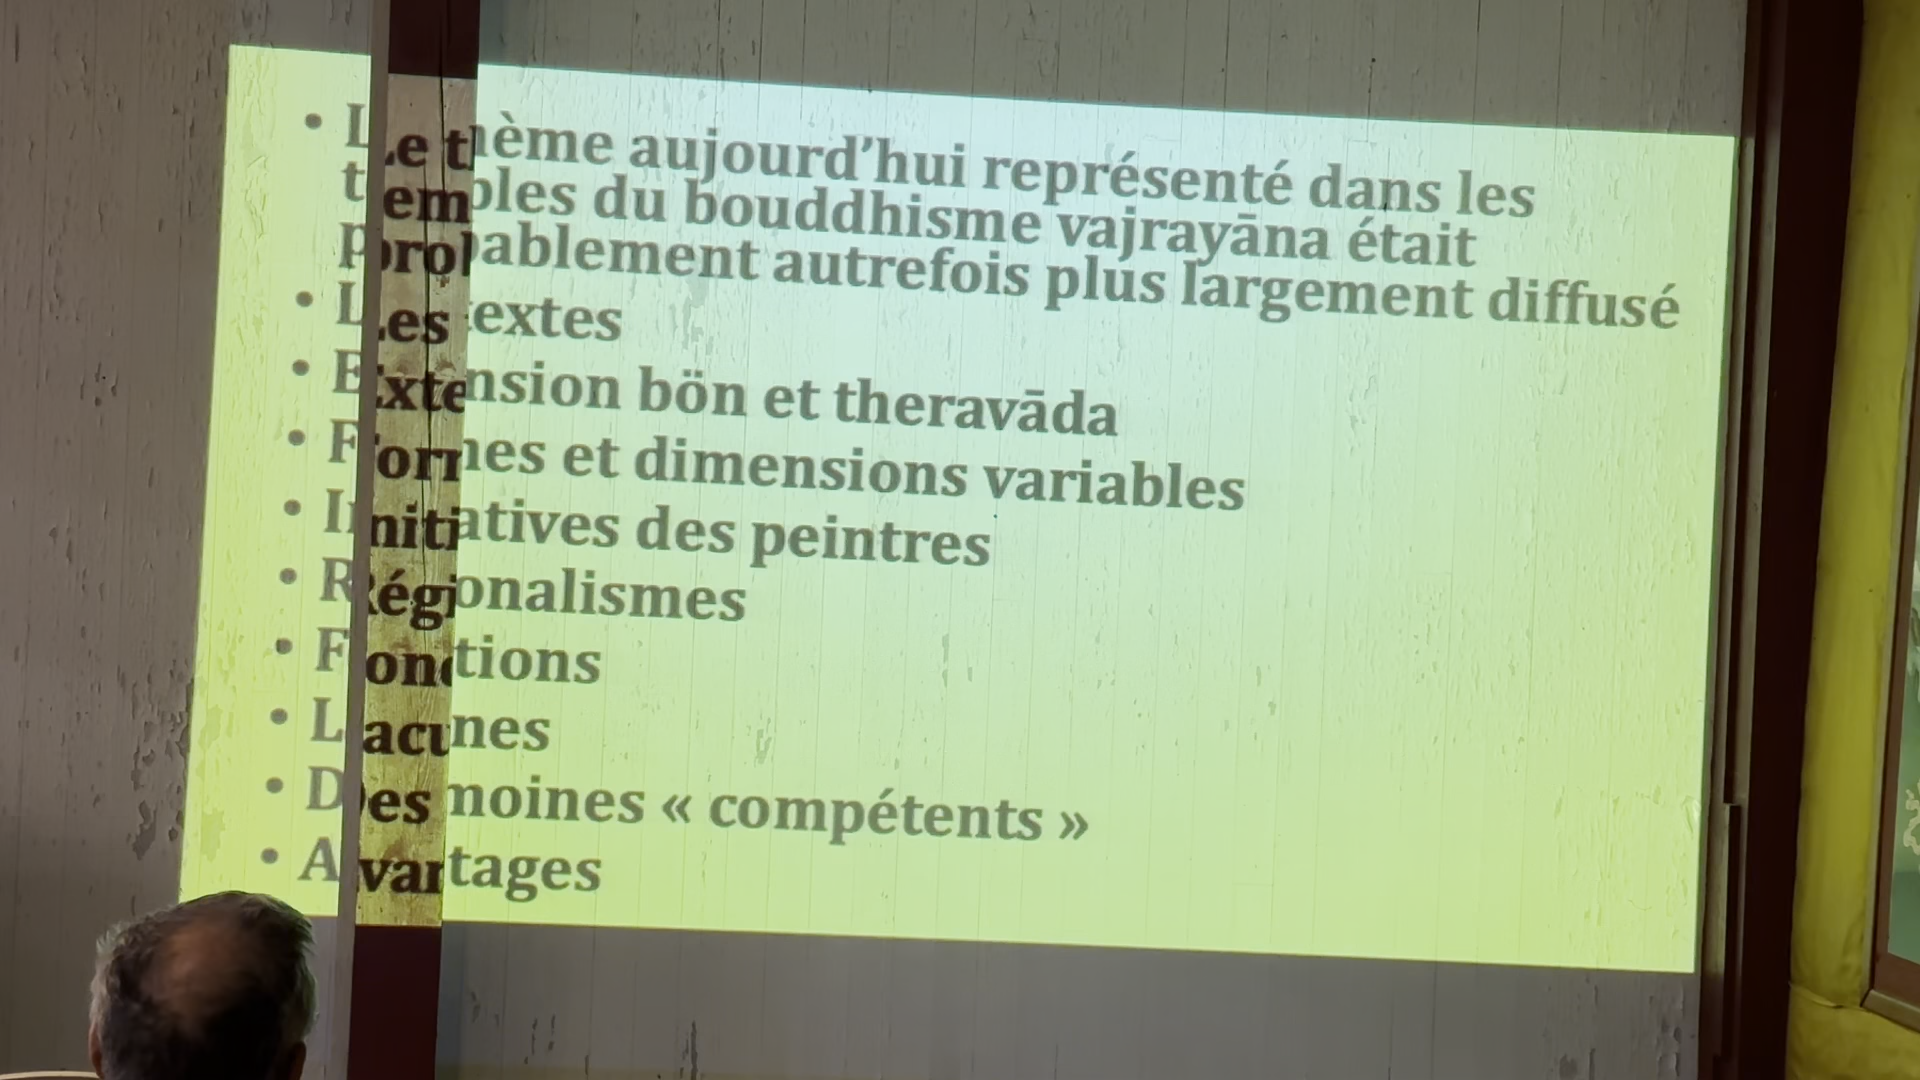 • Le thème aujourd’hui représenté dans les
temples du bouddhisme vajrayāna était
probablement autrefois plus largement diffusé
• Les textes
• Extension bön et theravāda
• Formes et dimensions variables
• Initiatives des peintres
• Régionalismes
• Fonctions
• Lacunes
• Des moines « compétents »
• Avantages